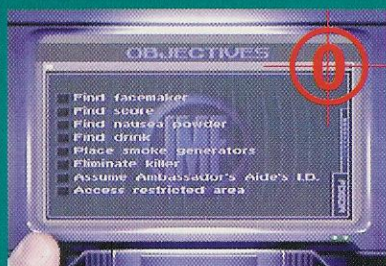 OBJECTIVES
0
Find facemaker
Find score
Find nausea powder
Find drink
Place smoke generators
Eliminate killer
Assume Ambassador's Aide's I.D.
Access restricted area